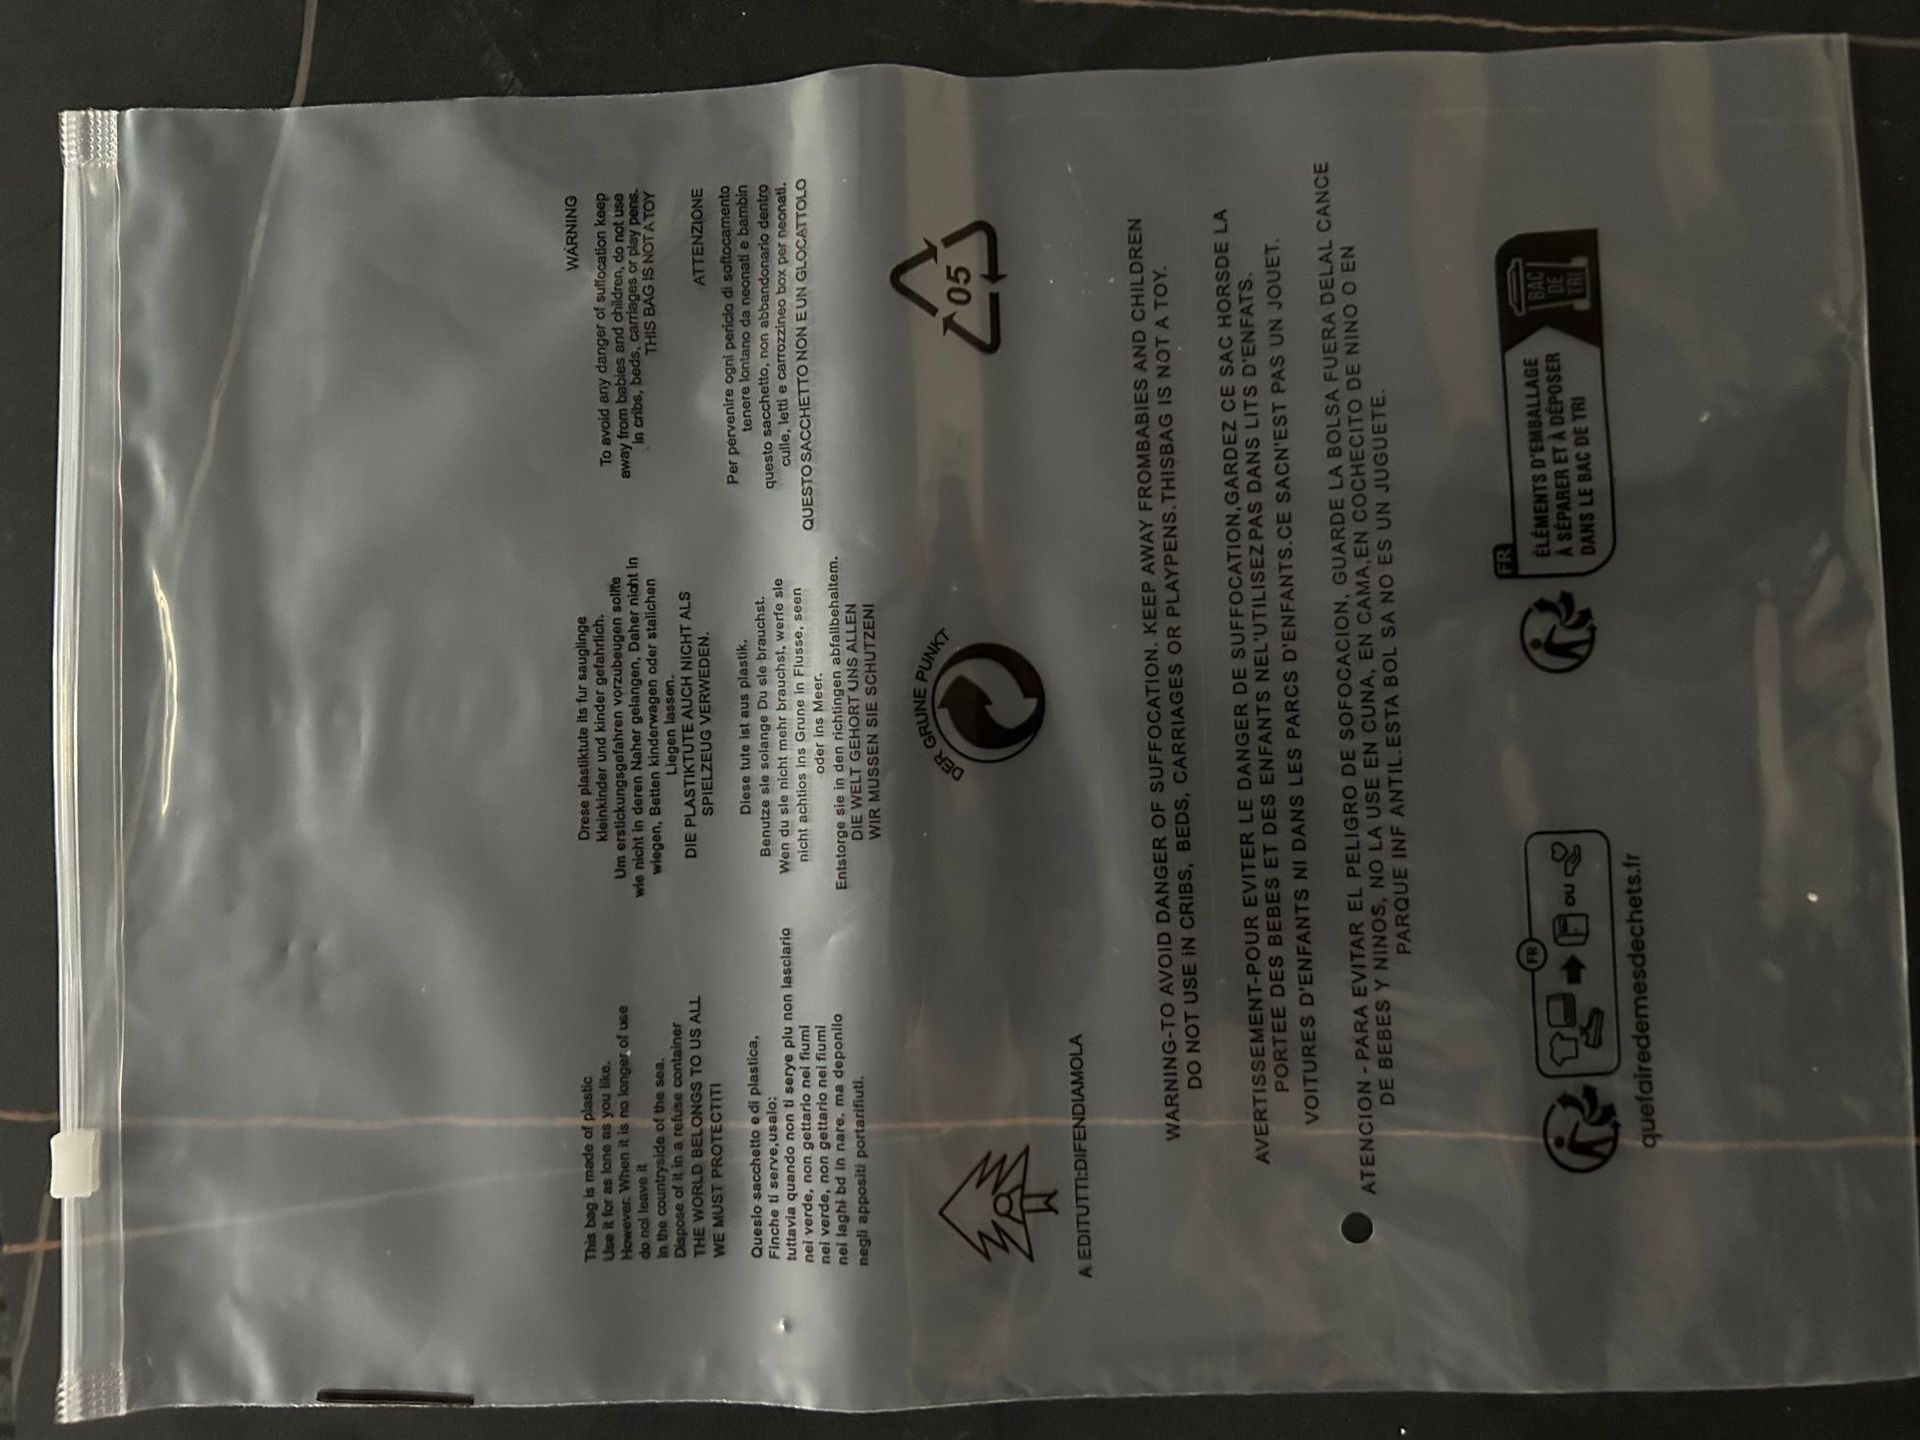 This bag is made of plastic
Use it for as lone as you like.
However. When it is no longer of use
do nol leave it
In the countryside of the sea.
Dispose of it in a refuse container
THE WORLD BELONGS TO US ALL
WE MUST PROTECTITI
Queslo sacchetto e di plastica,
Finche ti serve,usalo:
tuttavia quando non ti serye plu non lasclario
nei verde, non gettario nei fiumi
nei verde, non gettario nei fiumi
nei laghi bd in nare. ma deponilo
negli appositi portarifiuti.
Drese plastiktute its fur sauglinge
kleinkinder und kinder gefahrlich.
Um erstickungsgefahren vorzubeugen sollte
wie nicht in deren Naher gelangen, Daher nicht in
wiegen, Betten kinderwagen oder stalichen
Liegen lassen.
DIE PLASTIKTUTE AUCH NICHT ALS
SPIELZEUG VERWEDEN.
Diese tute ist aus plastik.
Benutze sle solange Du sle brauchst.
Wen du sle nicht mehr brauchst, werfe sle
nicht achtlos ins Grune in Flusse, seen
oder ins Meer.
Entstorge sie in den richtingen abfallbehaltem.
DIE WELT GEHORT UNS ALLEN
WIR MUSSEN SIE SCHUTZENI
WARNING
To avoid any danger of suffocation keep
away from babies and children, do not use
in cribs, beds, carriages or play pens.
THIS BAG IS NOT A TOY
ATTENZIONE
Per pervenire ogni periclo di softocamento
tenere lontano da neonati e bambin
questo sacchetto, non abbandonario dentro
culle, letti e carrozzineo box per neonati.
QUESTO SACCHETTO NON E UN GLOCATTOLO
A EDITUTTI:DIFENDIAMOLA
DER GRUNE PUNKT
05
WARNING-TO AVOID DANGER OF SUFFOCATION. KEEP AWAY FROMBABIES AND CHILDREN
DO NOT USE IN CRIBS, BEDS, CARRIAGES OR PLAYPENS.THISBAG IS NOT A TOY.
AVERTISSEMENT-POUR EVITER LE DANGER DE SUFFOCATION,GARDEZ CE SAC HORSDE LA
PORTEE DES BEBES ET DES ENFANTS NEL'UTILISEZ PAS DANS LITS D'ENFATS.
VOITURES D'ENFANTS NI DANS LES PARCS D'ENFANTS.CE SACN'EST PAS UN JOUET.
ATENCION - PARA EVITAR EL PELIGRO DE SOFOCACION, GUARDE LA BOLSA FUERA DELAL CANCE
DE BEBES Y NINOS, NO LA USE EN CUNA, EN CAMA,EN COCHECITO DE NINO O EN
PARQUE INF ANTIL.ESTA BOL SA NO ES UN JUGUETE.
FR
OU
quefairedemesdechets.fr
FR
ÉLÉMENTS D'EMBALLAGE
À SÉPARER ET À DÉPOSER
DANS LE BAC DE TRI
BAC
DE
TRI